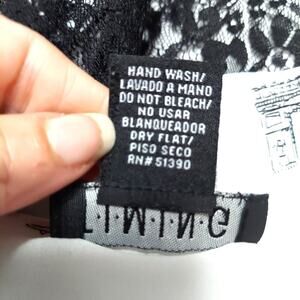 HAND WASH/
LAVADO A MANO
DO NOT BLEACH/
NO USAR
BLANQUEADOR
DRY FLAT/
PISO SECO
RN# 51390